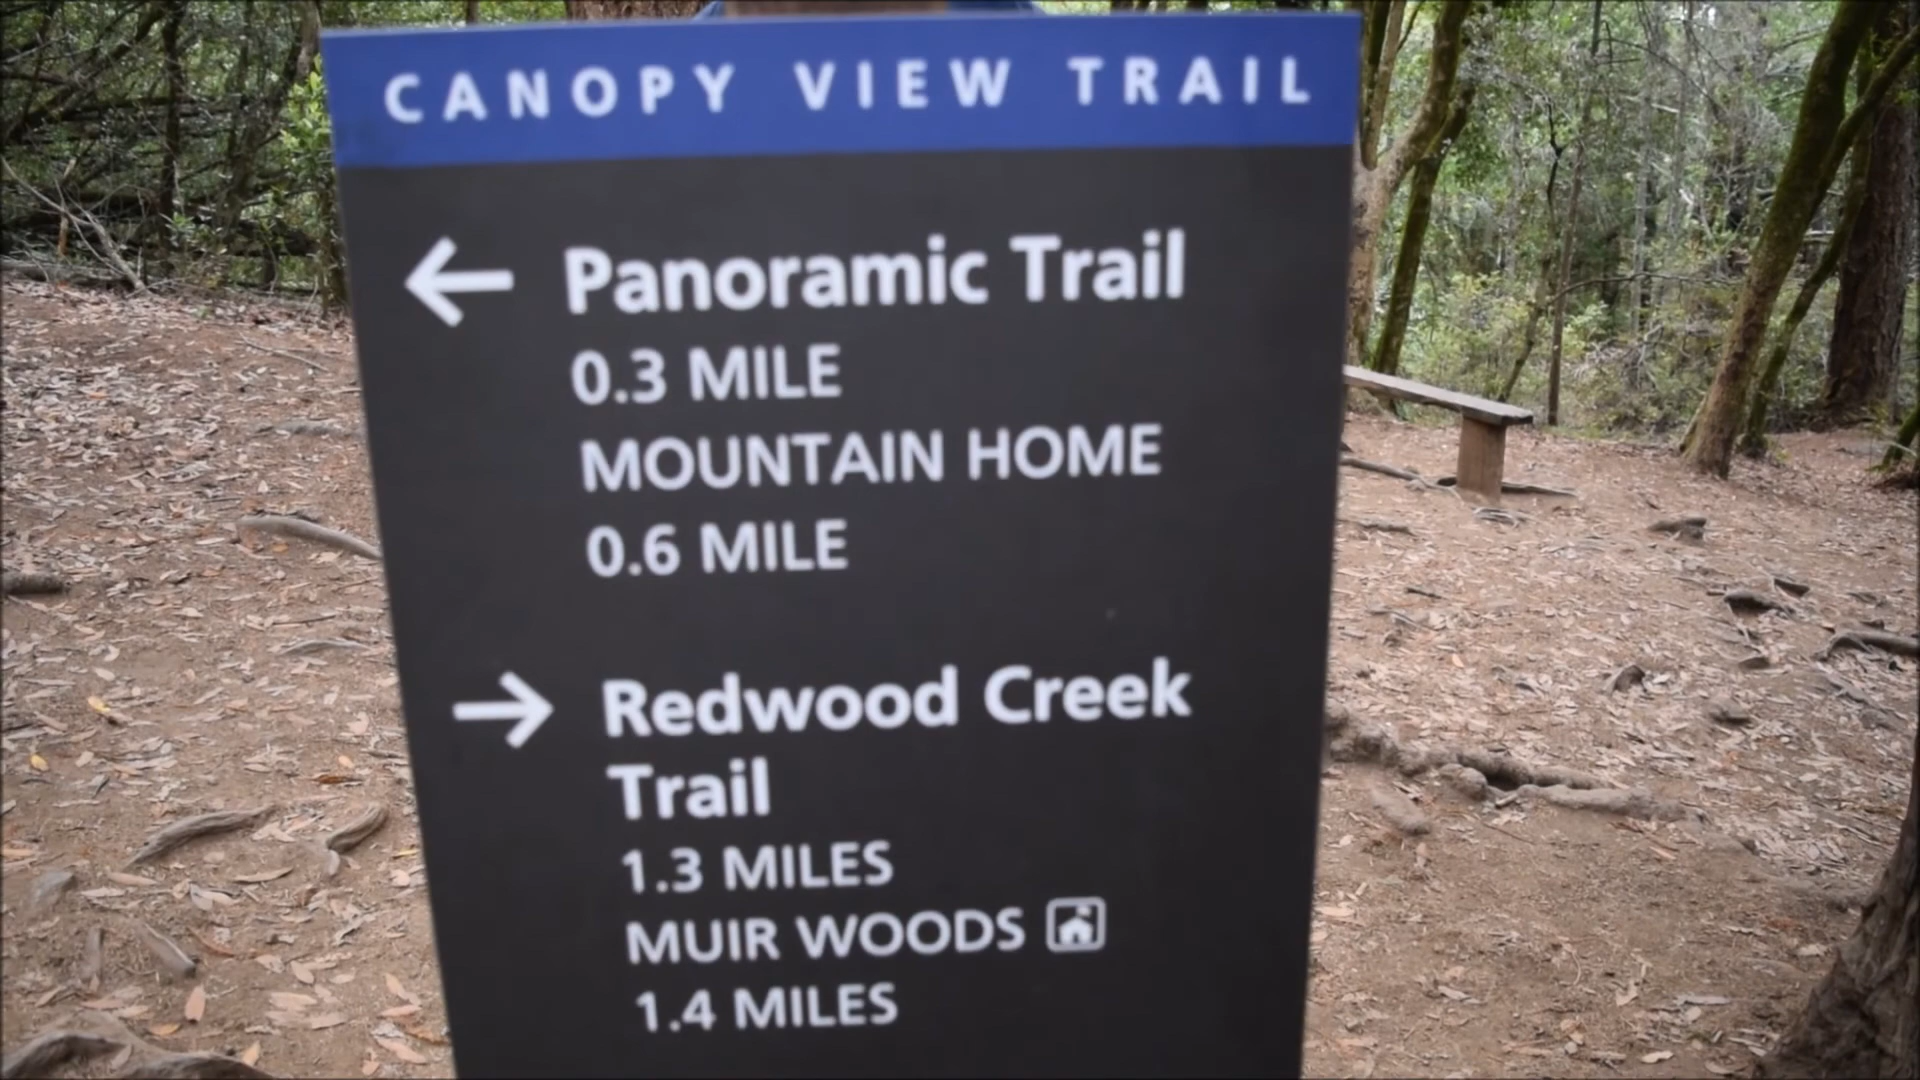 CANOPY VIEW TRAIL
← Panoramic Trail
0.3 MILE
MOUNTAIN HOME
0.6 MILE
→ Redwood Creek
Trail
1.3 MILES
MUIR WOODS
1.4 MILES